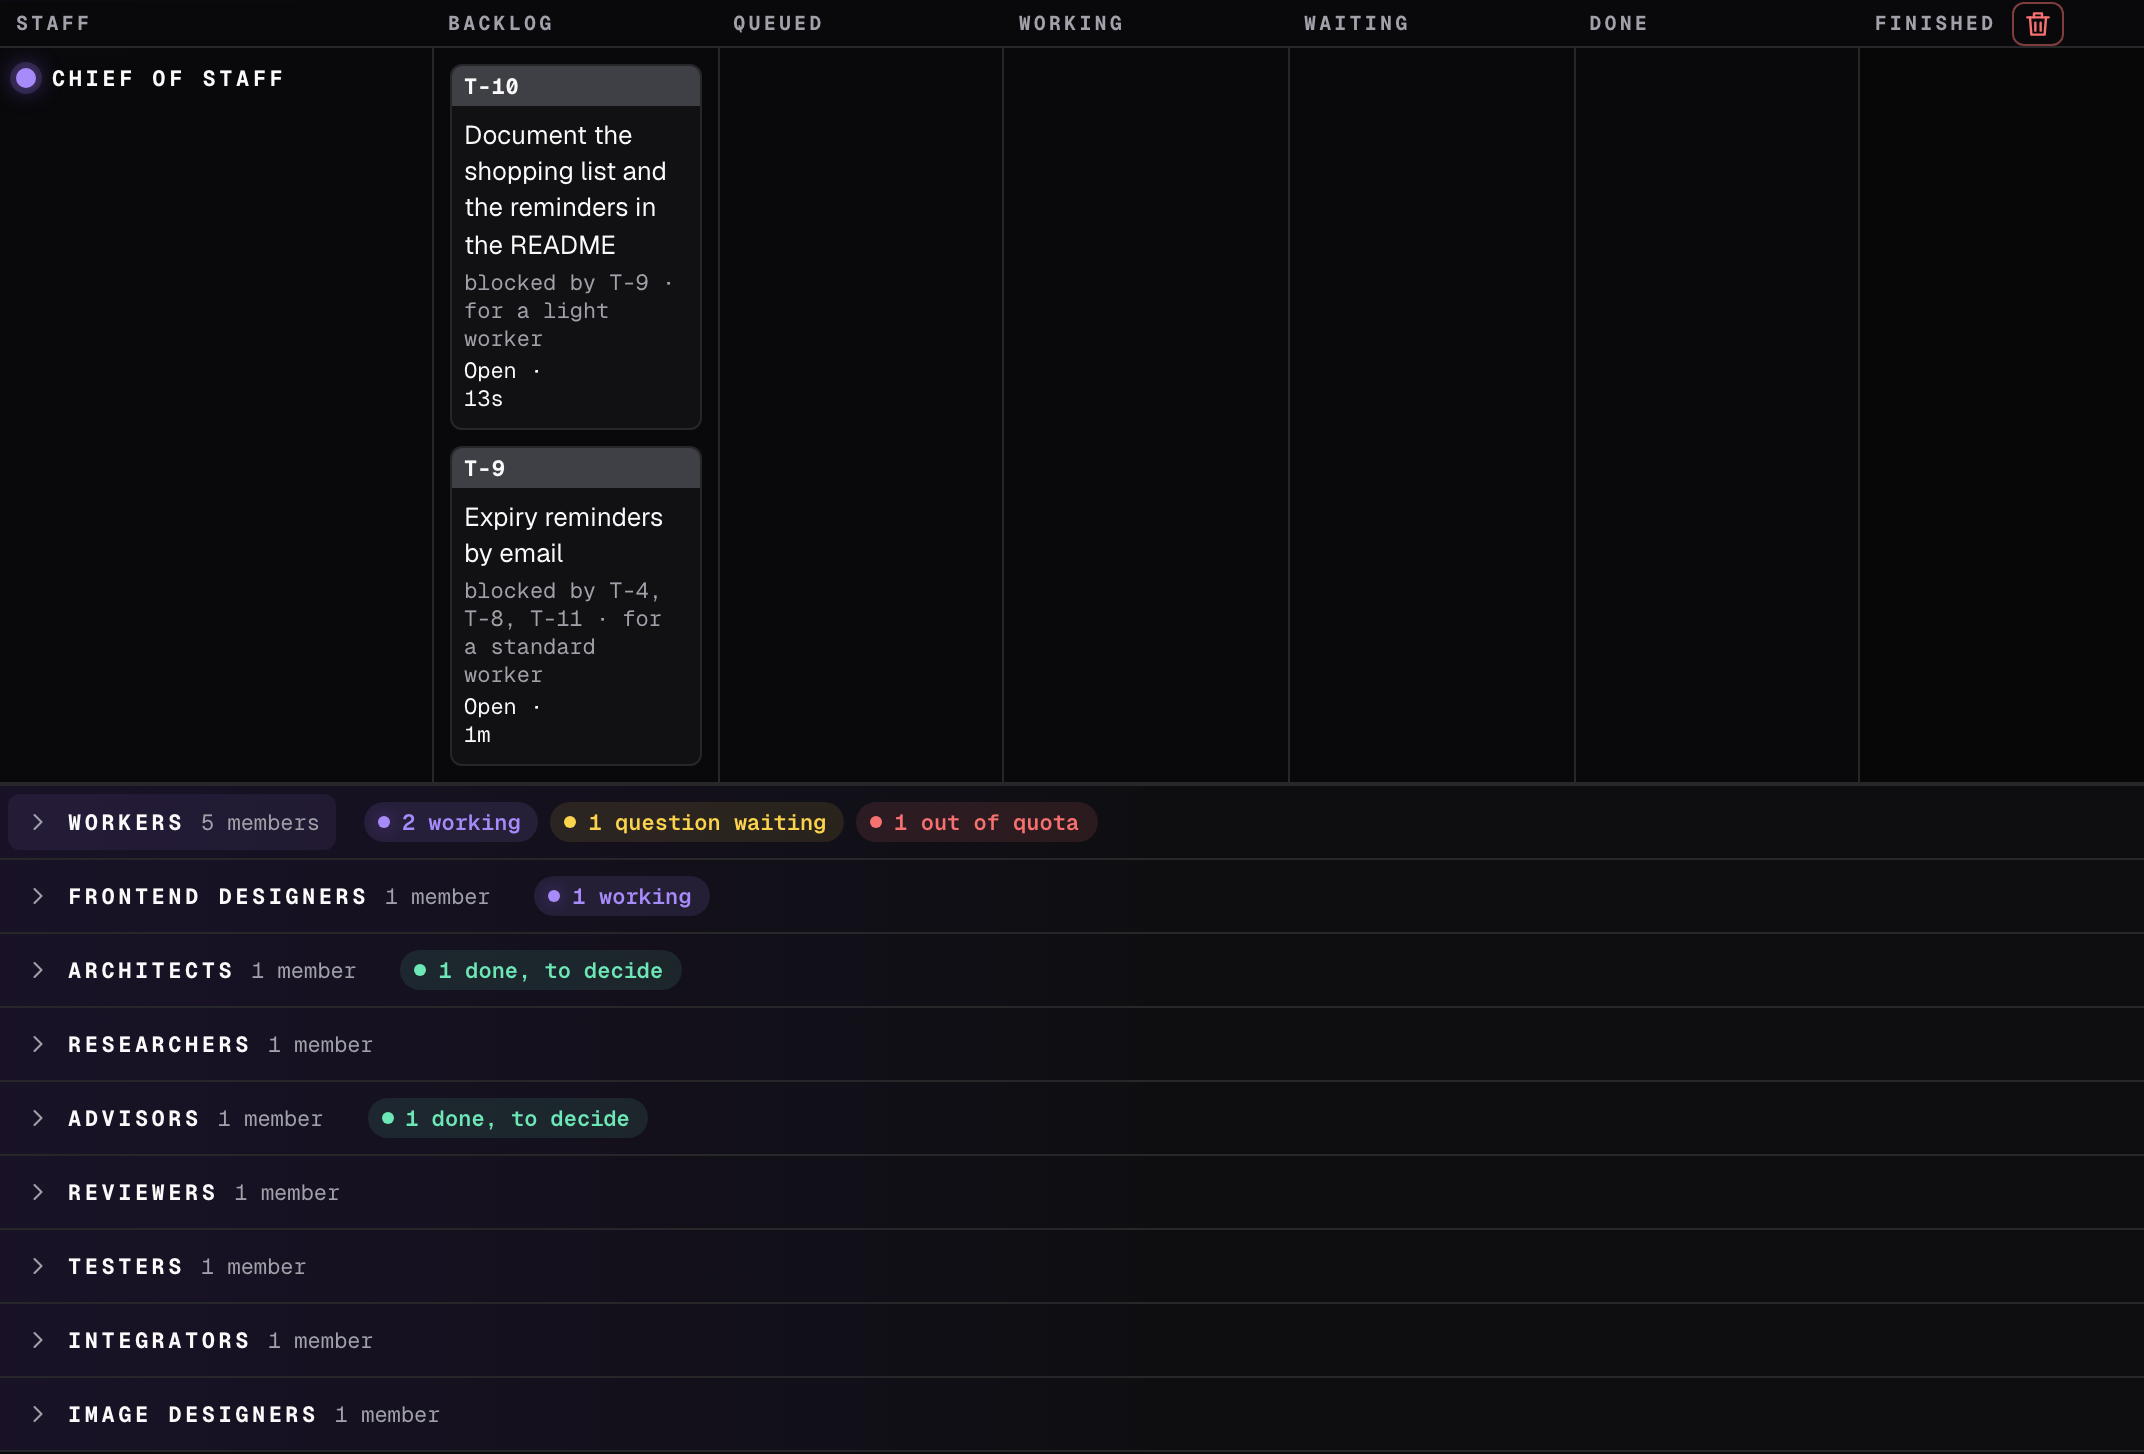 STAFF BACKLOG QUEUED WORKING WAITING DONE FINISHED
CHIEF OF STAFF
T-10
Document the
shopping list and
the reminders in
the README
blocked by T-9 ·
for a light
worker
Open ·
13s
T-9
Expiry reminders
by email
blocked by T-4,
T-8, T-11 · for
a standard
worker
Open ·
1m
WORKERS 5 members 2 working 1 question waiting 1 out of quota
FRONTEND DESIGNERS 1 member 1 working
ARCHITECTS 1 member 1 done, to decide
RESEARCHERS 1 member
ADVISORS 1 member 1 done, to decide
REVIEWERS 1 member
TESTERS 1 member
INTEGRATORS 1 member
IMAGE DESIGNERS 1 member